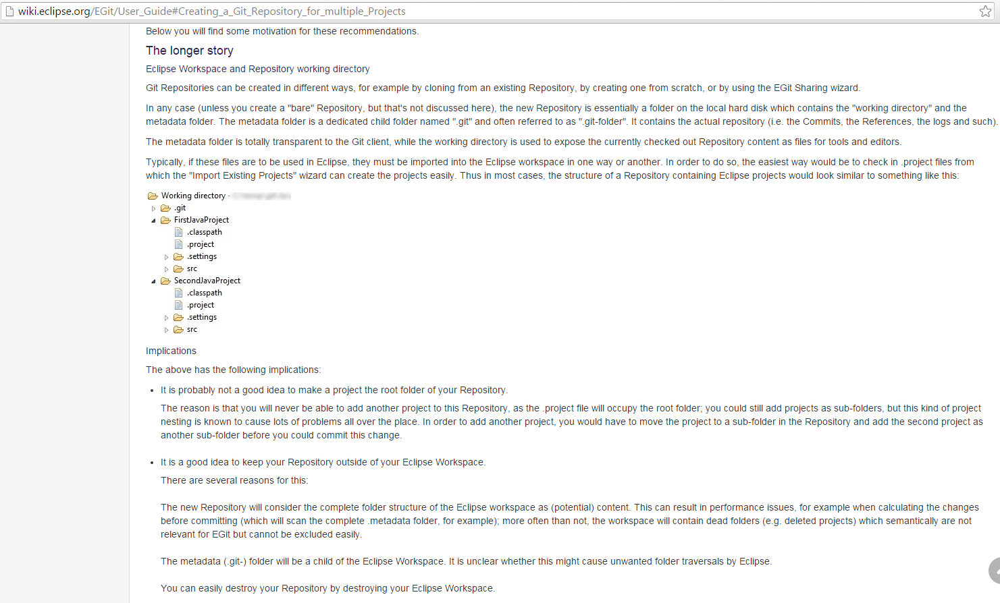 wiki.eclipse.org/EGit/User_Guide#Creating_a_Git_Repository_for_multiple_Projects
Below you will find some motivation for these recommendations.
The longer story
Eclipse Workspace and Repository working directory
Git Repositories can be created in different ways, for example by cloning from an existing Repository, by creating one from scratch, or by using the EGit Sharing wizard.
In any case (unless you create a "bare" Repository, but that's not discussed here), the new Repository is essentially a folder on the local hard disk which contains the "working directory" and the
metadata folder. The metadata folder is a dedicated child folder named ".git" and often referred to as ".git-folder". It contains the actual repository (i.e. the Commits, the References, the logs and such).
The metadata folder is totally transparent to the Git client, while the working directory is used to expose the currently checked out Repository content as files for tools and editors.
Typically, if these files are to be used in Eclipse, they must be imported into the Eclipse workspace in one way or another. In order to do so, the easiest way would be to check in .project files from
which the "Import Existing Projects" wizard can create the projects easily. Thus in most cases, the structure of a Repository containing Eclipse projects would look similar to something like this:
Working directory -
.git
FirstJavaProject
.classpath
.project
.settings
src
SecondJavaProject
.classpath
.project
.settings
src
Implications
The above has the following implications:
• It is probably not a good idea to make a project the root folder of your Repository.
The reason is that you will never be able to add another project to this Repository, as the .project file will occupy the root folder; you could still add projects as sub-folders, but this kind of project
nesting is known to cause lots of problems all over the place. In order to add another project, you would have to move the project to a sub-folder in the Repository and add the second project as
another sub-folder before you could commit this change.
• It is a good idea to keep your Repository outside of your Eclipse Workspace.
There are several reasons for this:
The new Repository will consider the complete folder structure of the Eclipse workspace as (potential) content. This can result in performance issues, for example when calculating the changes
before committing (which will scan the complete .metadata folder, for example); more often than not, the workspace will contain dead folders (e.g. deleted projects) which semantically are not
relevant for EGit but cannot be excluded easily.
The metadata (.git-) folder will be a child of the Eclipse Workspace. It is unclear whether this might cause unwanted folder traversals by Eclipse.
You can easily destroy your Repository by destroying your Eclipse Workspace.